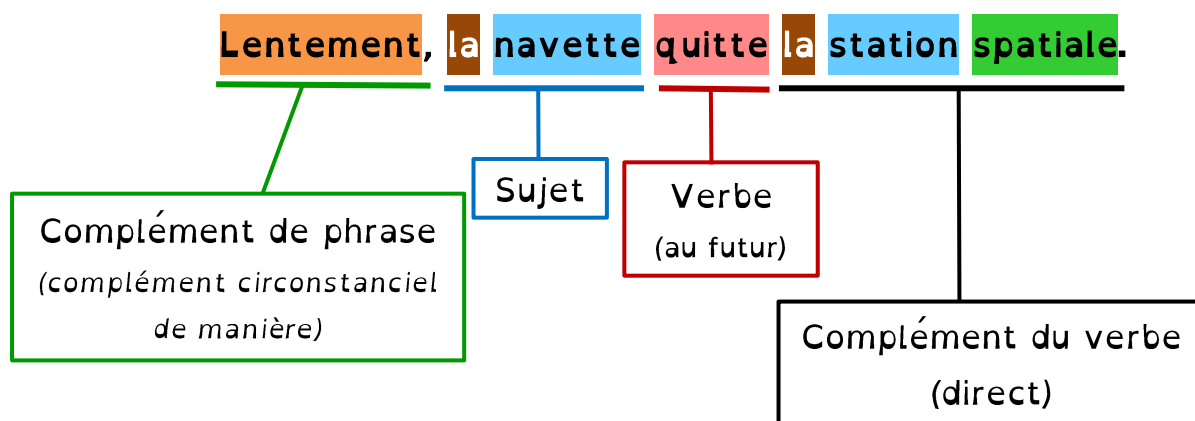 Lentement, la navette quitte la station spatiale.
Sujet
Verbe
(au futur)
Complément de phrase
(complément circonstanciel
de manière)
Complément du verbe
(direct)